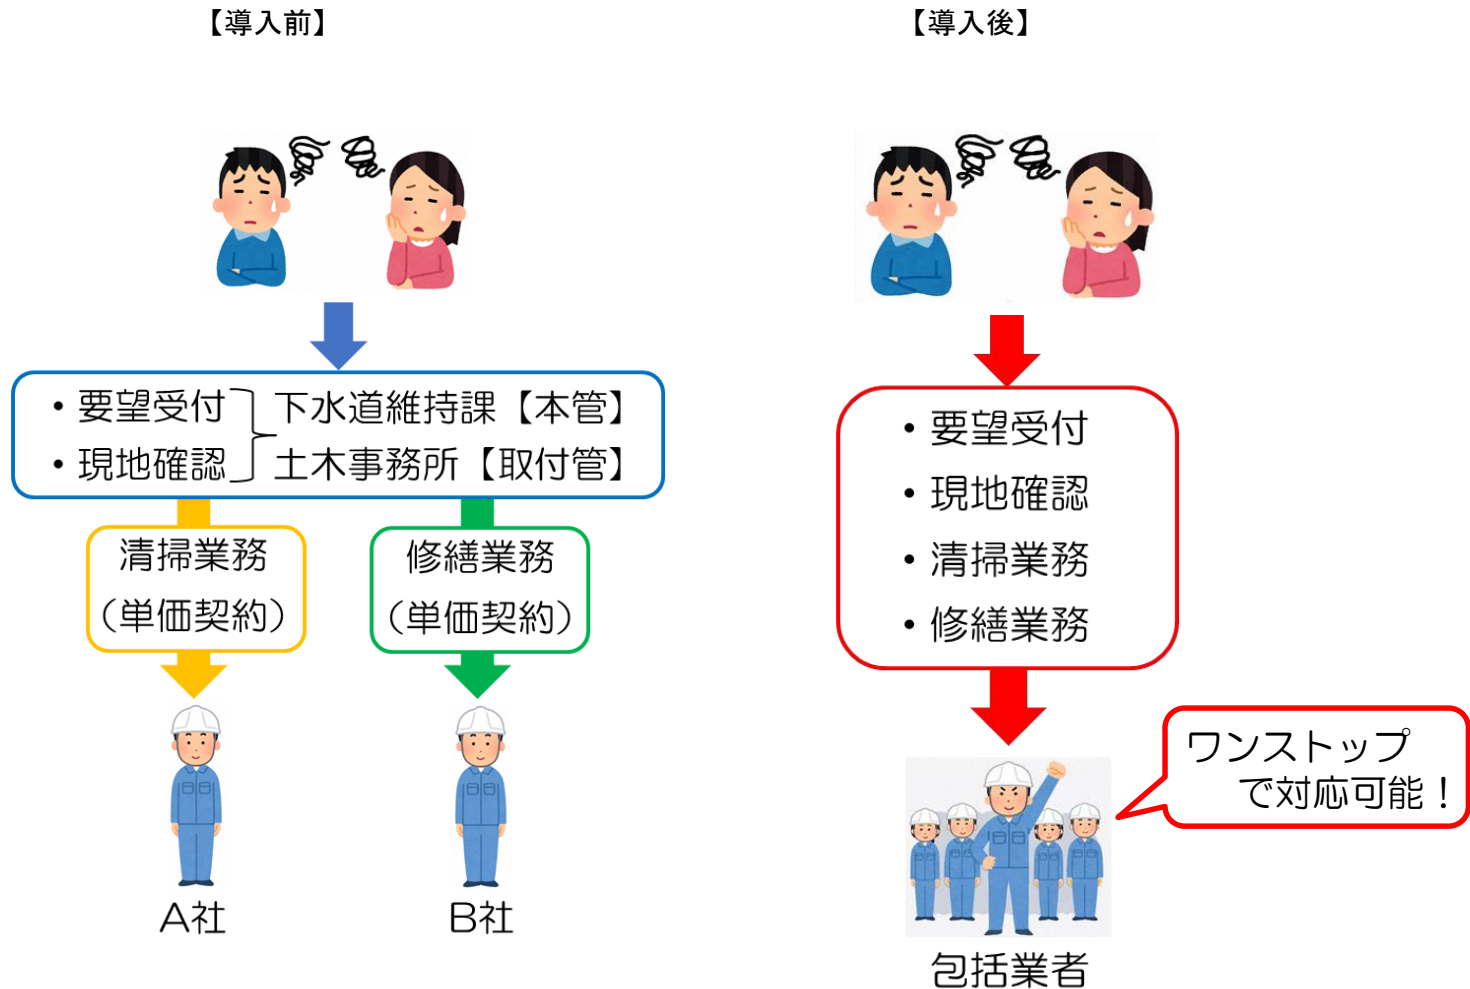 【導入前】
・要望受付
・現地確認
下水道維持課【本管】
土木事務所【取付管】
清掃業務
（単価契約）
修繕業務
（単価契約）
A社
B社
【導入後】
・要望受付
・現地確認
・清掃業務
・修繕業務
ワンストップ
で対応可能！
包括業者